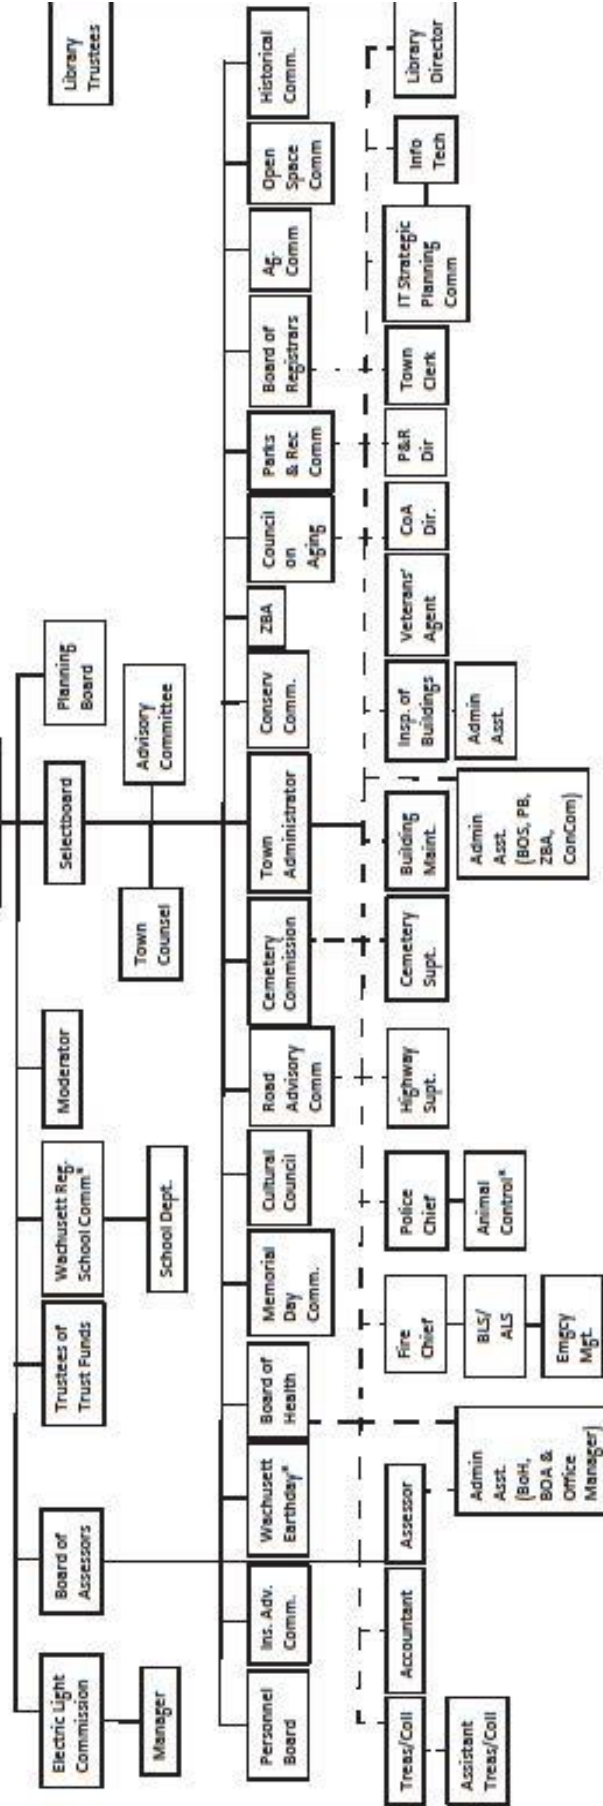 Electric Light
Commission
Manager
Board of
Assessors
Trustees of
Trust Funds
Wachusett Reg.
School Comm*
School Dept.
Moderator
Selectboard
Town
Counsel
Advisory
Committee
Planning
Board
Library
Trustees
Personnel
Board
Ins. Adv.
Comm.
Wachusett
Earthday*
Board of
Health
Memorial
Day
Comm.
Cultural
Council
Road
Advisory
Comm
Cemetery
Commission
Town
Administrator
Conserv
Comm.
ZBA
Council
on
Aging
Parks
& Rec
Comm
Board of
Registrars
Ag.
Comm
Open
Space
Comm
Historical
Comm.
Treas/Coll
Assistant
Treas/Coll
Accountant
Assessor
Admin
Asst.
(BoH,
BOA &
Office
Manager)
Fire
Chief
BLS/
ALS
Emgcy
Mgt.
Police
Chief
Animal
Control*
Highway
Supt.
Cemetery
Supt.
Building
Maint.
Admin
Asst.
(BOS, PB,
ZBA,
ConCom)
Insp. of
Buildings
Admin
Asst.
Veterans'
Agent
CoA
Dir.
P&R
Dir
Town
Clerk
IT Strategic
Planning
Comm
Info
Tech
Library
Director